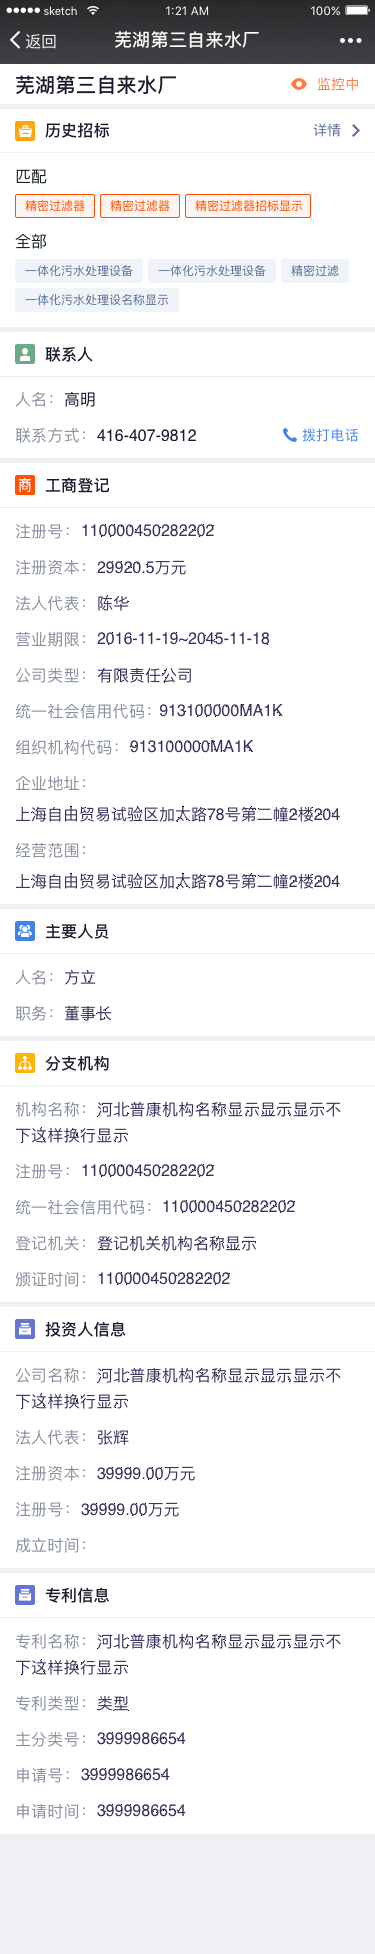 sketch 1:21 AM 100%
返回 芜湖第三自来水厂
芜湖第三自来水厂 监控中
历史招标 详情
匹配
精密过滤器 精密过滤器 精密过滤器招标显示
全部
一体化污水处理设备 一体化污水处理设备 精密过滤
一体化污水处理设名称显示
联系人
人名：高明
联系方式：416-407-9812 拨打电话
商 工商登记
注册号：110000450282202
注册资本：29920.5万元
法人代表：陈华
营业期限：2016-11-19~2045-11-18
公司类型：有限责任公司
统一社会信用代码：913100000MA1K
组织机构代码：913100000MA1K
企业地址：
上海自由贸易试验区加太路78号第二幢2楼204
经营范围：
上海自由贸易试验区加太路78号第二幢2楼204
主要人员
人名：方立
职务：董事长
分支机构
机构名称：河北普康机构名称显示显示显示不
下这样换行显示
注册号：110000450282202
统一社会信用代码：110000450282202
登记机关：登记机关机构名称显示
颁证时间：110000450282202
投资人信息
公司名称：河北普康机构名称显示显示显示不
下这样换行显示
法人代表：张辉
注册资本：39999.00万元
注册号：39999.00万元
成立时间：
专利信息
专利名称：河北普康机构名称显示显示显示不
下这样换行显示
专利类型：类型
主分类号：3999986654
申请号：3999986654
申请时间：3999986654